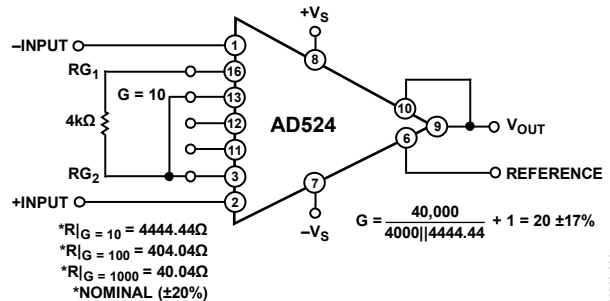 +VS
–INPUT
1
8
RG1
16
G = 10
13
10
4kΩ
12
AD524
9
VOUT
11
6
RG2
3
REFERENCE
7
+INPUT
2
–VS
G = 40,000 / 4000||4444.44 + 1 = 20 ±17%
*R|G = 10 = 4444.44Ω
*R|G = 100 = 404.04Ω
*R|G = 1000 = 40.04Ω
*NOMINAL (±20%)